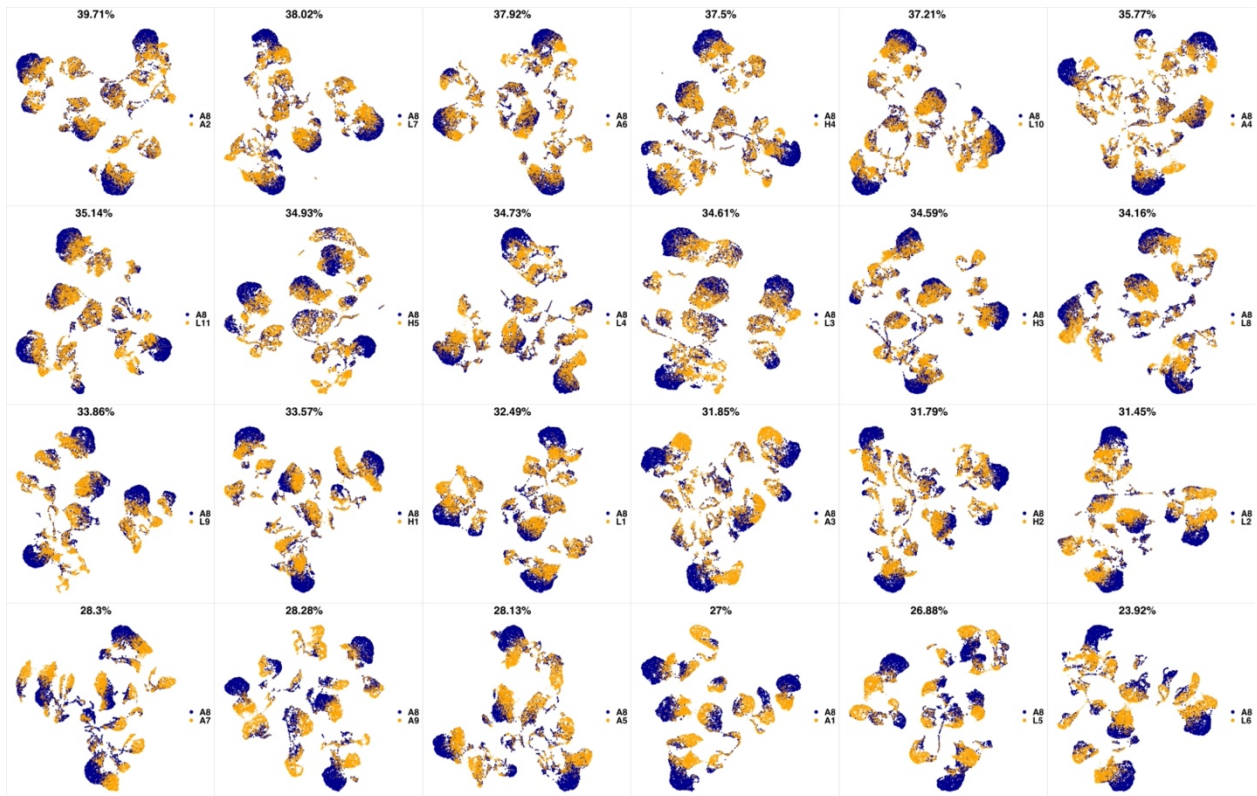 39.71%
38.02%
37.92%
37.5%
37.21%
35.77%
A8
A2
A8
L7
A8
A6
A8
H4
A8
L10
A8
A4
35.14%
34.93%
34.73%
34.61%
34.59%
34.16%
A8
L11
A8
H5
A8
L4
A8
L3
A8
H3
A8
L8
33.86%
33.57%
32.49%
31.85%
31.79%
31.45%
A8
L9
A8
H1
A8
L1
A8
A3
A8
H2
A8
L2
28.3%
28.28%
28.13%
27%
26.88%
23.92%
A8
A7
A8
A9
A8
A5
A8
A1
A8
L5
A8
L6